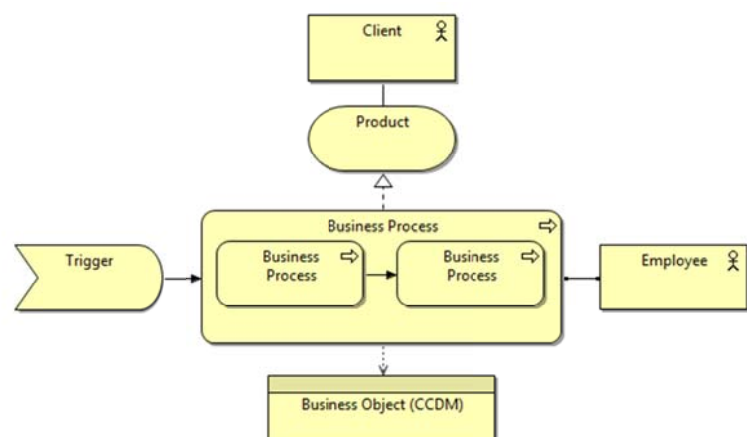 Client
Product
Business Process
Business
Process
Business
Process
Trigger
Employee
Business Object (CCDM)